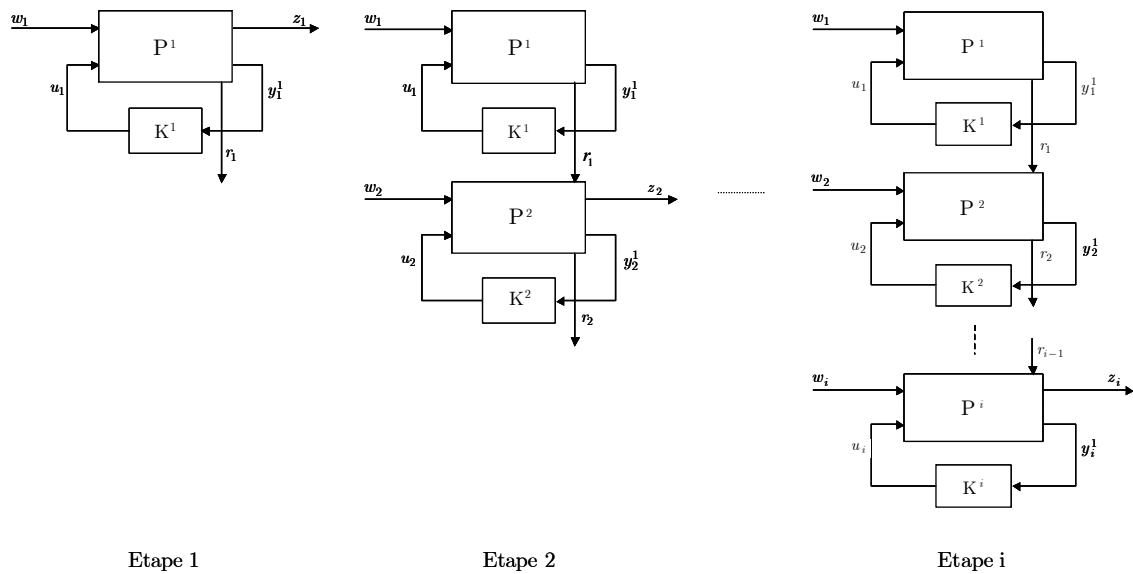 w₁
z₁
P¹
u₁
y₁¹
K¹
r₁
w₁
P¹
u₁
y₁¹
K¹
r₁
w₂
z₂
P²
u₂
y₂¹
K²
r₂
w₁
P¹
u₁
y₁¹
K¹
r₁
w₂
P²
u₂
r₂
y₂¹
K²
rᵢ₋₁
wᵢ
zᵢ
Pⁱ
uᵢ
yᵢ¹
Kⁱ
Etape 1
Etape 2
Etape i